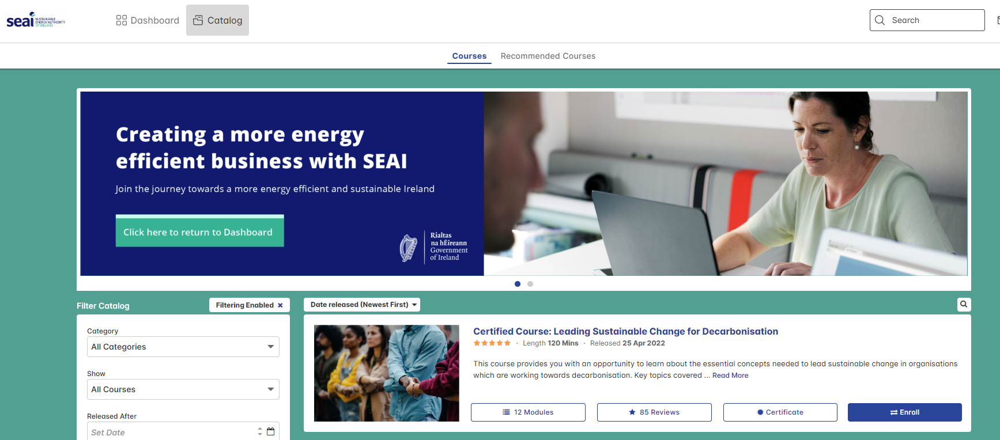 seai SUSTAINABLE
ENERGY AUTHORITY
OF IRELAND
Dashboard
Catalog
Search
Courses
Recommended Courses
Creating a more energy
efficient business with SEAI
Join the journey towards a more energy efficient and sustainable Ireland
Click here to return to Dashboard
Rialtas
na hÉireann
Government
of Ireland
Filter Catalog
Filtering Enabled
Date released (Newest First)
Category
All Categories
Show
All Courses
Released After
Set Date
Certified Course: Leading Sustainable Change for Decarbonisation
· Length 120 Mins · Released 25 Apr 2022
This course provides you with an opportunity to learn about the essential concepts needed to lead sustainable change in organisations
which are working towards decarbonisation. Key topics covered ... Read More
12 Modules
85 Reviews
Certificate
Enroll